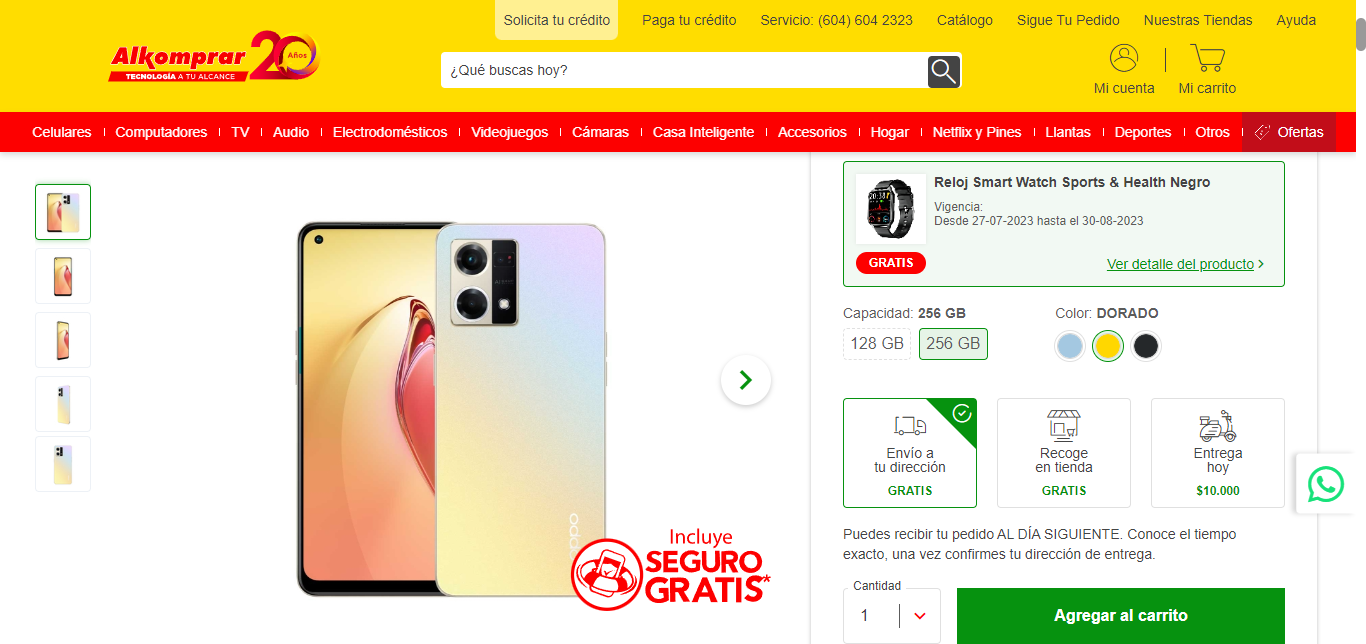 Solicita tu crédito
Paga tu crédito
Servicio: (604) 604 2323
Catálogo
Sigue Tu Pedido
Nuestras Tiendas
Ayuda
Alkomprar 20 Años
TECNOLOGÍA A TU ALCANCE
¿Qué buscas hoy?
Mi cuenta
Mi carrito
Celulares
Computadores
TV
Audio
Electrodomésticos
Videojuegos
Cámaras
Casa Inteligente
Accesorios
Hogar
Netflix y Pines
Llantas
Deportes
Otros
Ofertas
Reloj Smart Watch Sports & Health Negro
Vigencia:
Desde 27-07-2023 hasta el 30-08-2023
GRATIS
Ver detalle del producto
Capacidad: 256 GB
128 GB
256 GB
Color: DORADO
Envío a
tu dirección
GRATIS
Recoge
en tienda
GRATIS
Entrega
hoy
$10.000
oppo
Incluye
SEGURO
GRATIS*
Puedes recibir tu pedido AL DÍA SIGUIENTE. Conoce el tiempo
exacto, una vez confirmes tu dirección de entrega.
Cantidad
1
Agregar al carrito